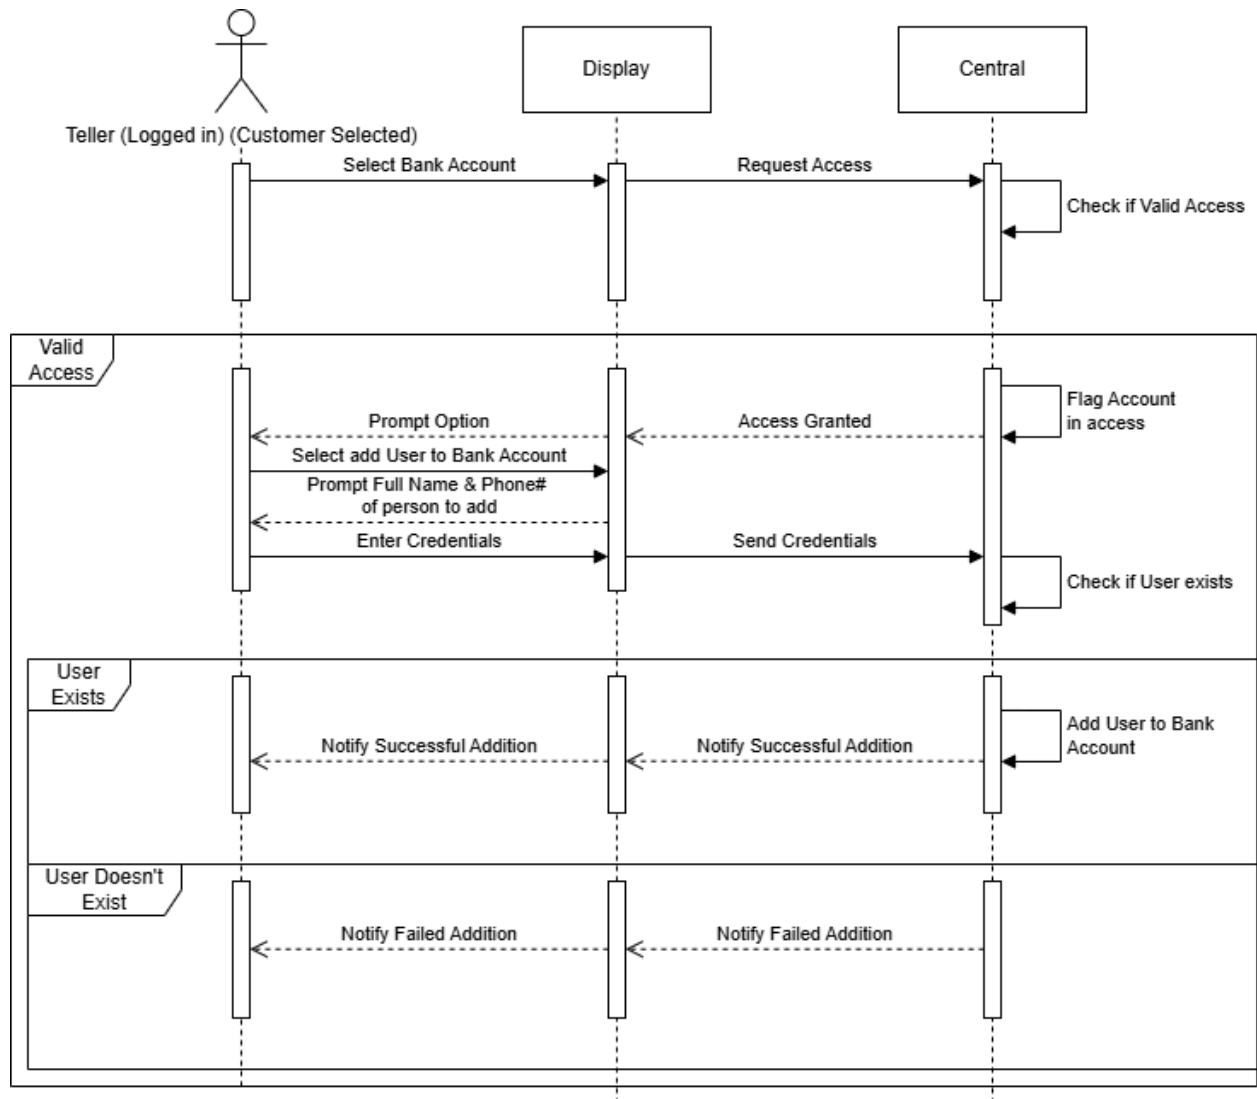 Display
Central
Teller (Logged in) (Customer Selected)
Select Bank Account
Request Access
Check if Valid Access
Valid
Access
Flag Account
in access
Prompt Option
Access Granted
Select add User to Bank Account
Prompt Full Name & Phone#
of person to add
Enter Credentials
Send Credentials
Check if User exists
User
Exists
Add User to Bank
Account
Notify Successful Addition
Notify Successful Addition
User Doesn't
Exist
Notify Failed Addition
Notify Failed Addition